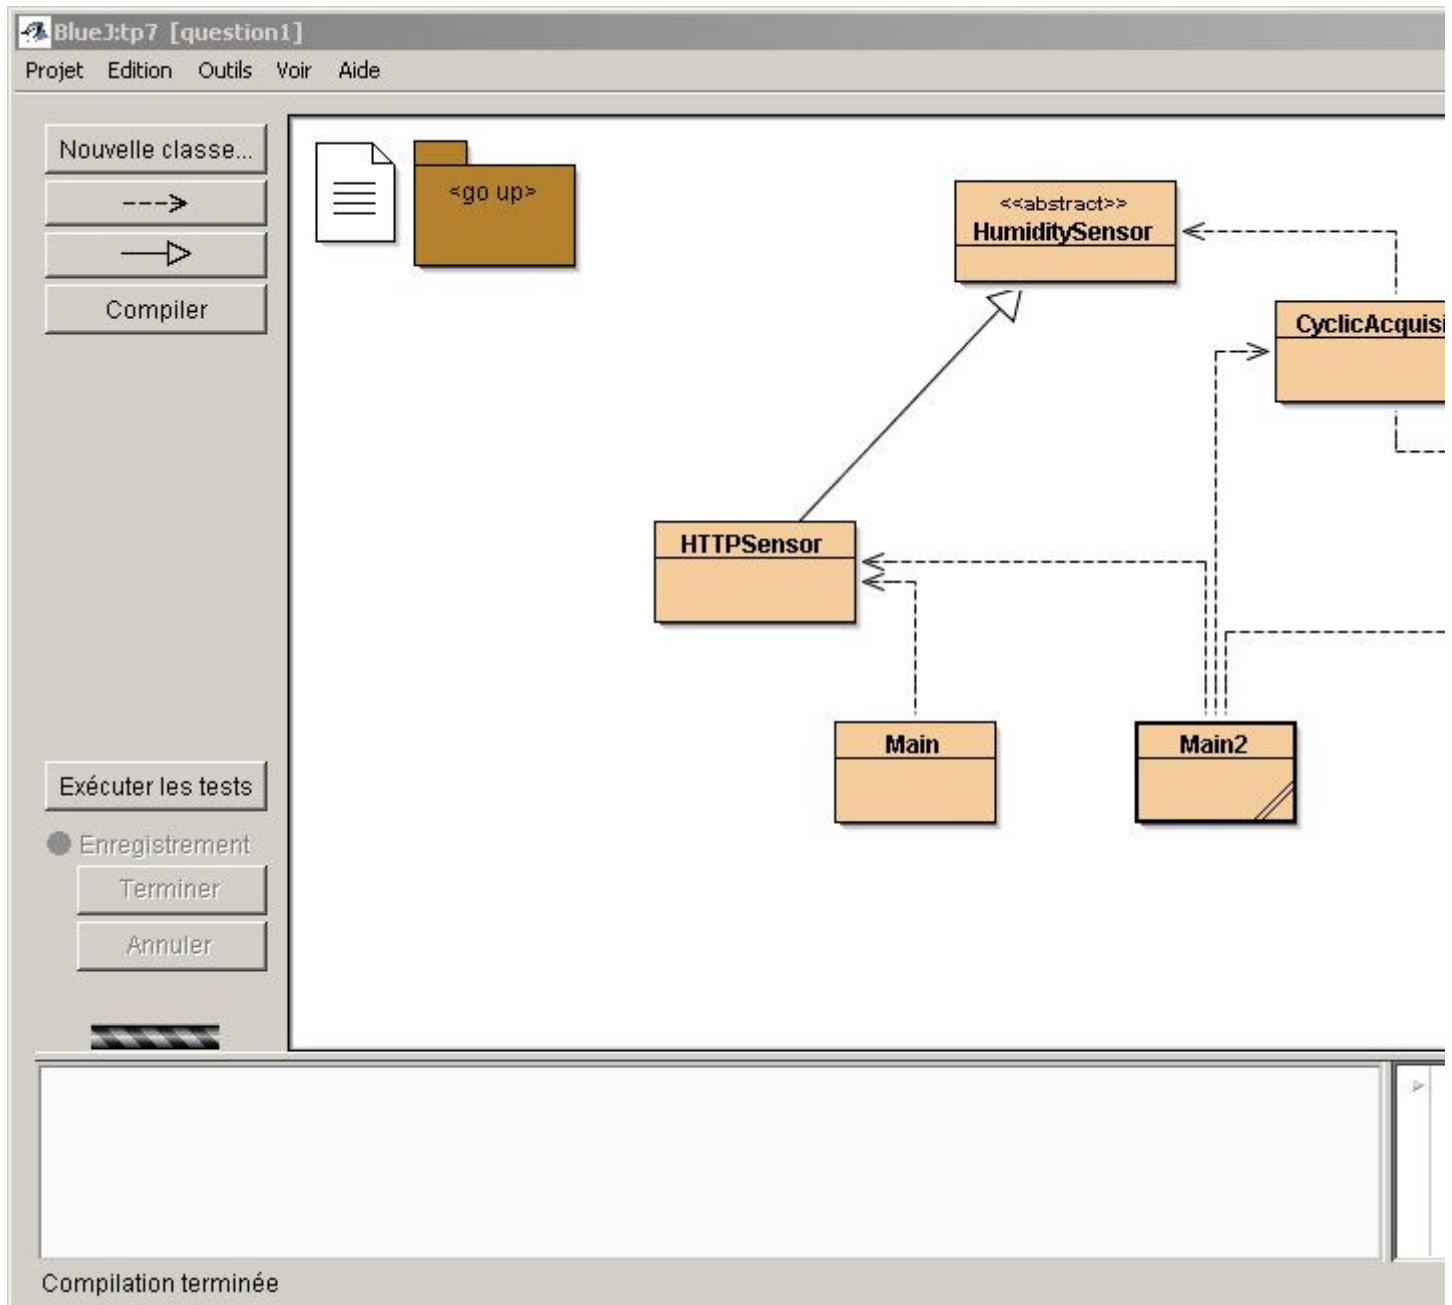 BlueJ:tp7 [question1]
Projet Edition Outils Voir Aide
Nouvelle classe...
Compiler
<go up>
<<abstract>>
HumiditySensor
CyclicAcquisi
HTTPSensor
Main
Main2
Exécuter les tests
Enregistrement
Terminer
Annuler
Compilation terminée